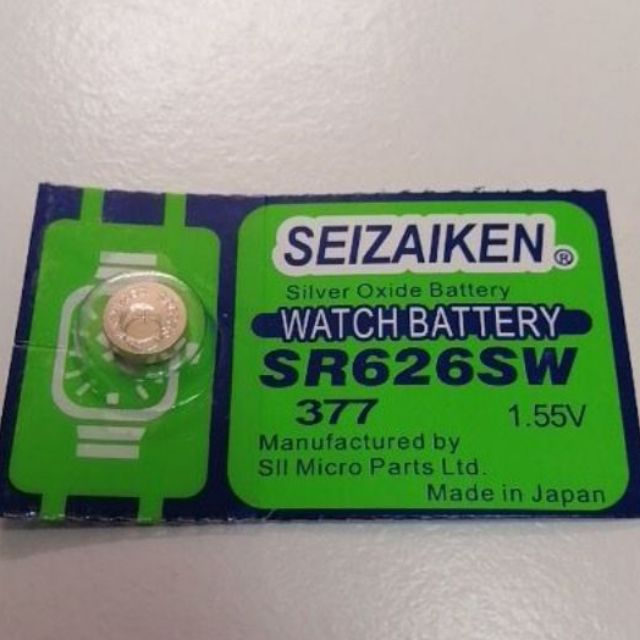 SEIZAIKEN®
Silver Oxide Battery
WATCH BATTERY
SR626SW
377 1.55V
Manufactured by
SII Micro Parts Ltd.
Made in Japan